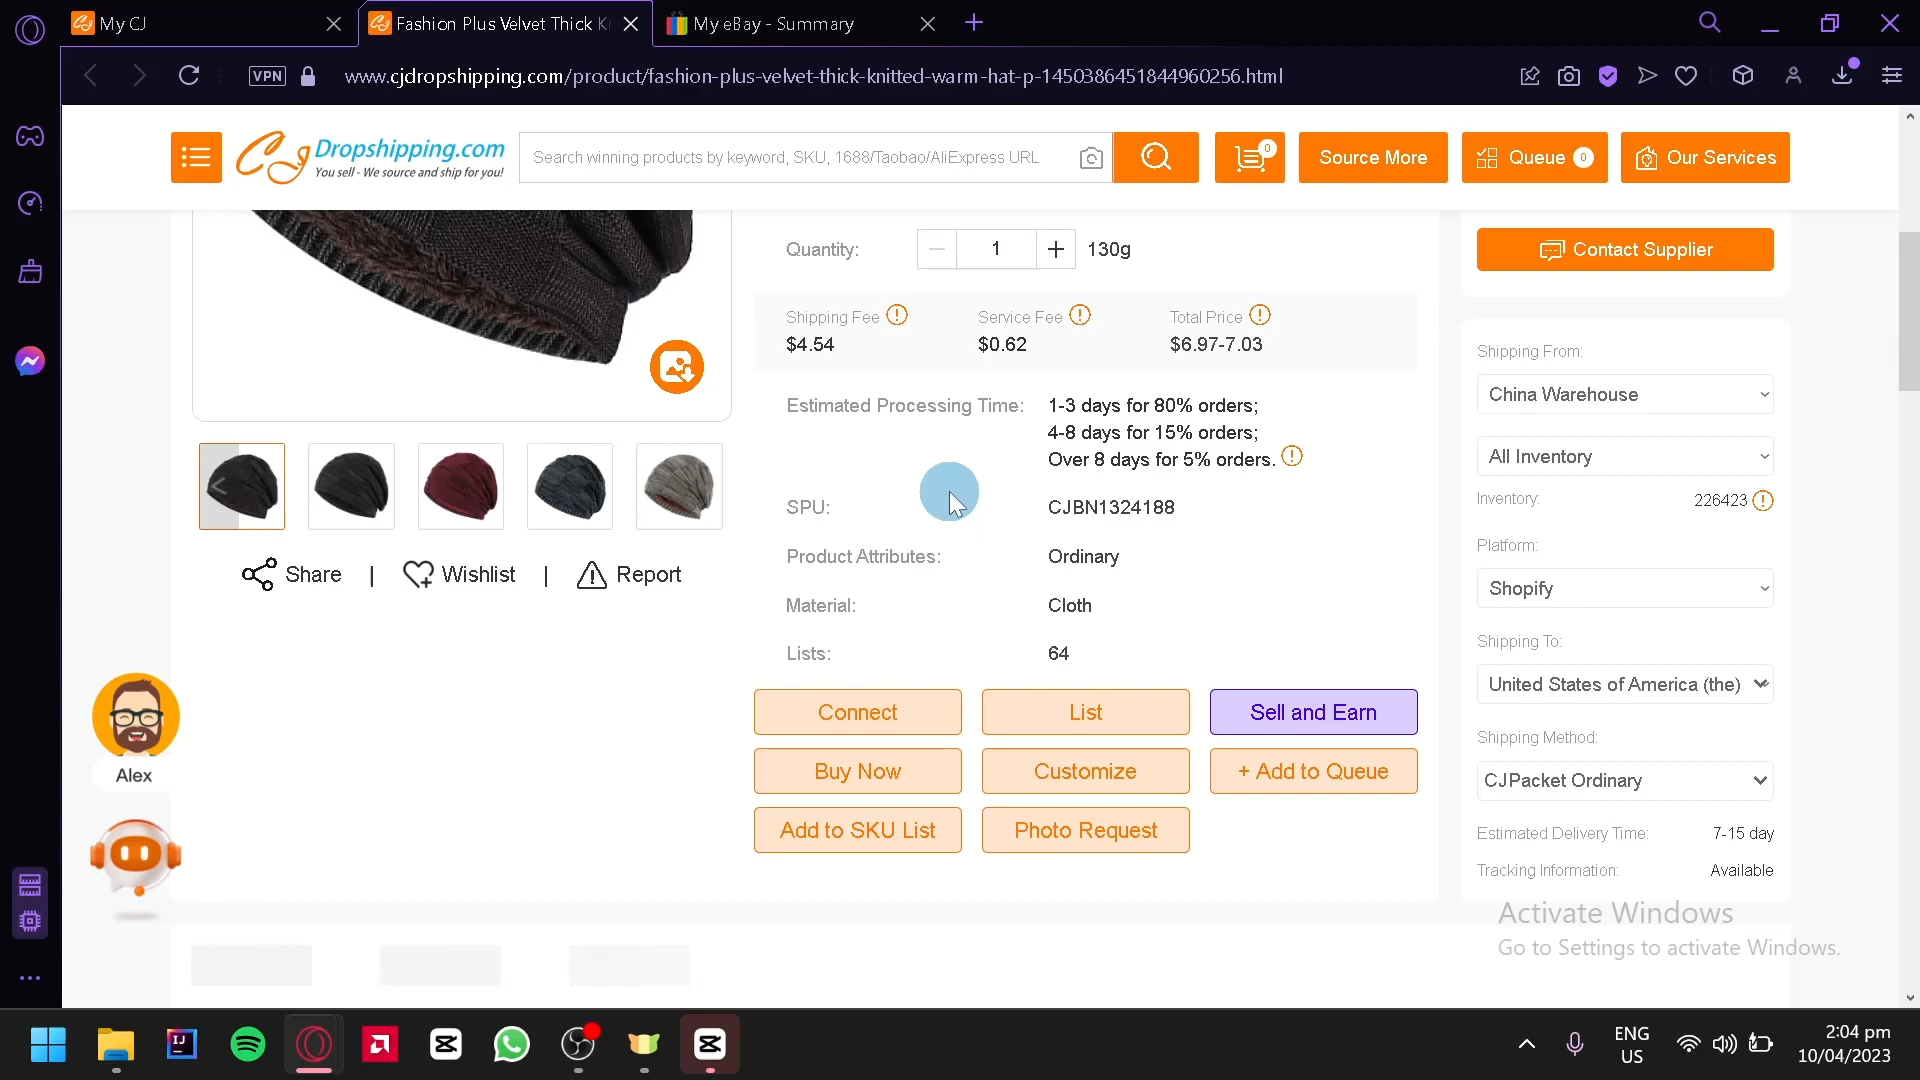 My CJ
Fashion Plus Velvet Thick K
My eBay - Summary
VPN
www.cjdropshipping.com/product/fashion-plus-velvet-thick-knitted-warm-hat-p-1450386451844960256.html
Dropshipping.com
You sell - We source and ship for you!
Search winning products by keyword, SKU, 1688/Taobao/AliExpress URL
0
Source More
Queue 0
Our Services
Quantity:
1
130g
Contact Supplier
Shipping Fee
Service Fee
Total Price
$4.54
$0.62
$6.97-7.03
Estimated Processing Time:
1-3 days for 80% orders;
4-8 days for 15% orders;
Over 8 days for 5% orders.
SPU:
CJBN1324188
Product Attributes:
Ordinary
Material:
Cloth
Lists:
64
Share | Wishlist | Report
Connect
List
Sell and Earn
Buy Now
Customize
+ Add to Queue
Add to SKU List
Photo Request
Shipping From:
China Warehouse
All Inventory
Inventory:
226423
Platform:
Shopify
Shipping To:
United States of America (the)
Shipping Method:
CJPacket Ordinary
Estimated Delivery Time:
7-15 day
Tracking Information:
Available
Alex
Activate Windows
Go to Settings to activate Windows.
IJ
ENG
US
2:04 pm
10/04/2023